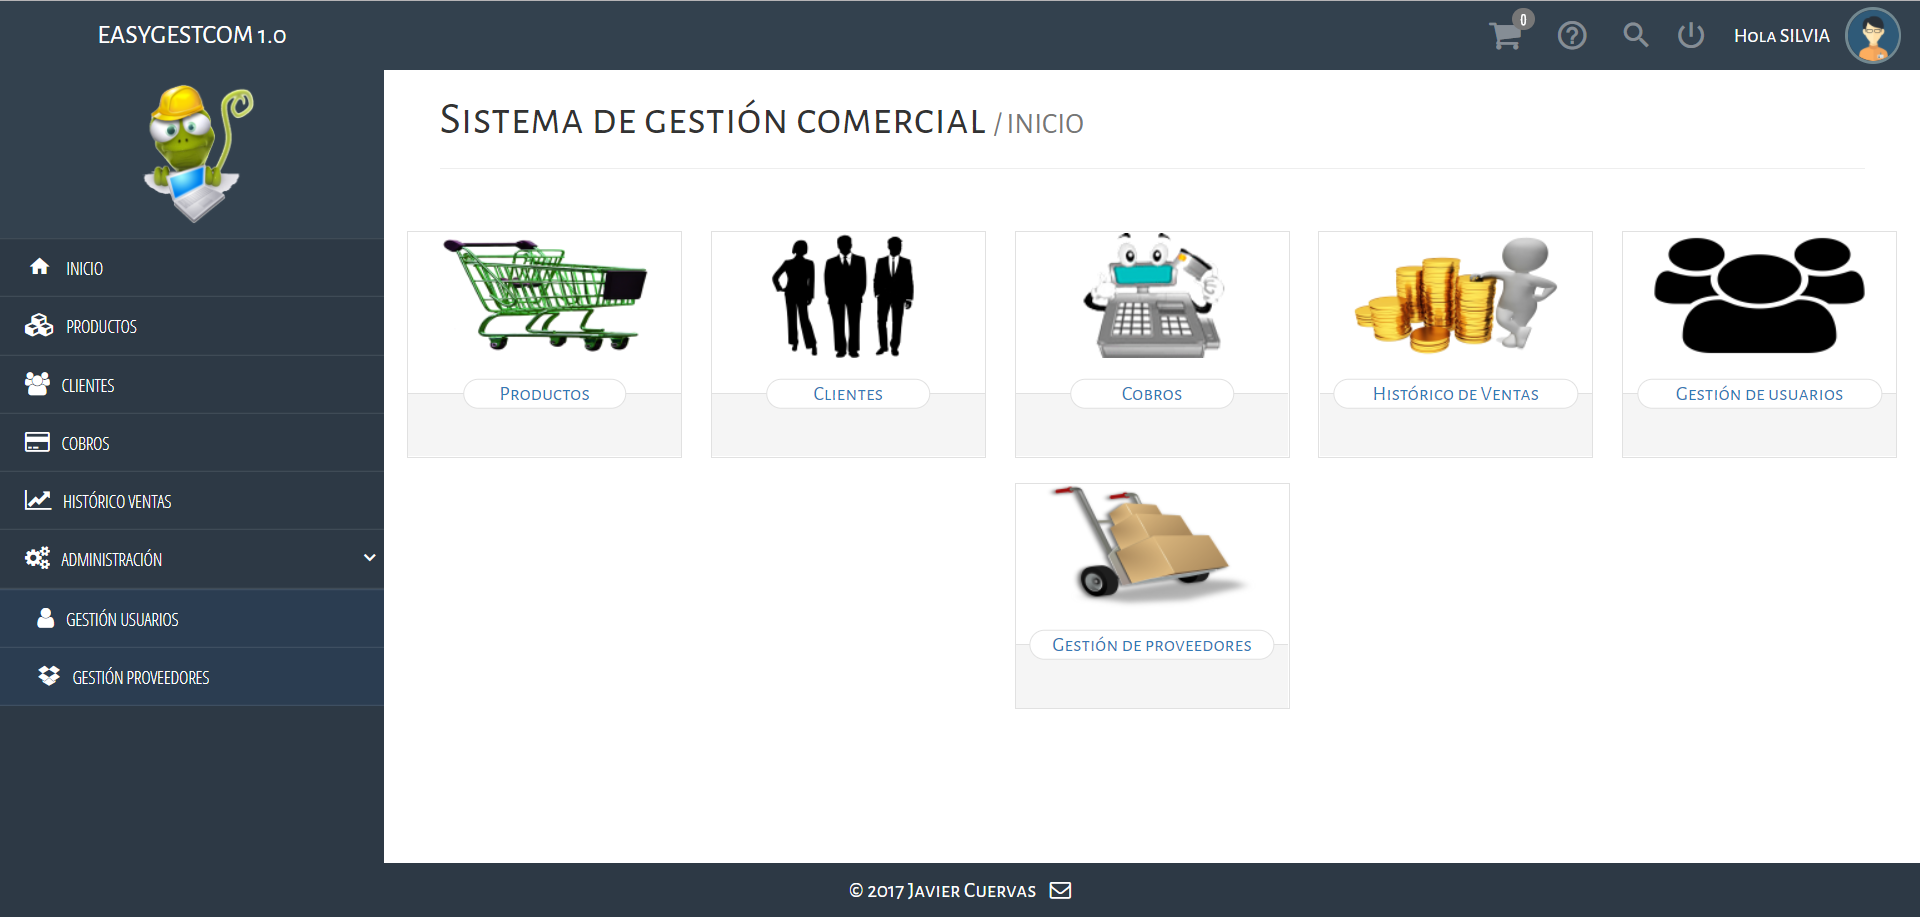 EASYGESTCOM 1.0
0
Hola SILVIA
Sistema de gestión comercial / INICIO
INICIO
PRODUCTOS
CLIENTES
COBROS
HISTÓRICO VENTAS
ADMINISTRACIÓN
GESTIÓN USUARIOS
GESTIÓN PROVEEDORES
Productos
Clientes
Cobros
Histórico de Ventas
Gestión de usuarios
Gestión de proveedores
© 2017 Javier Cuervas